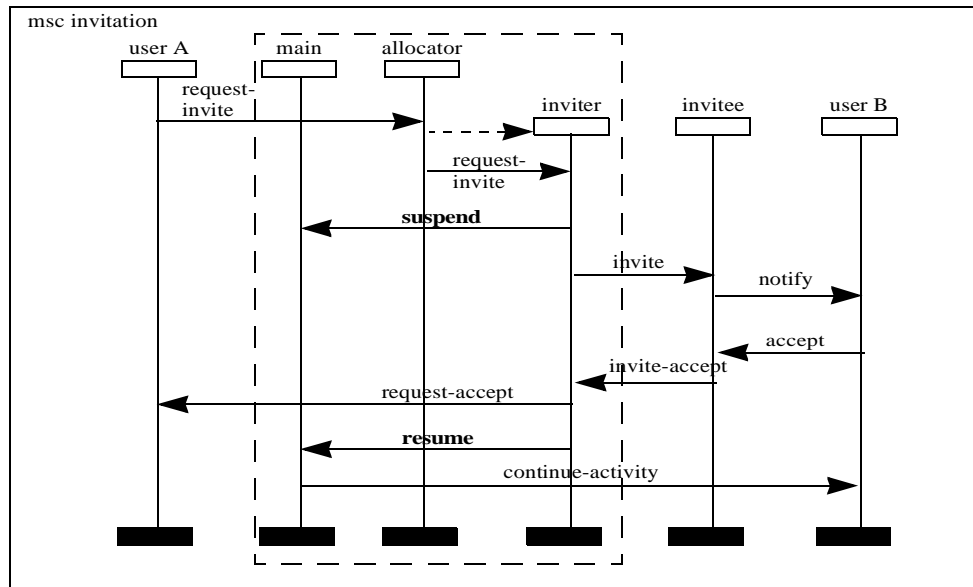 msc invitation
user A
main
allocator
request-
invite
inviter
invitee
user B
request-
invite
suspend
invite
notify
accept
invite-accept
request-accept
resume
continue-activity